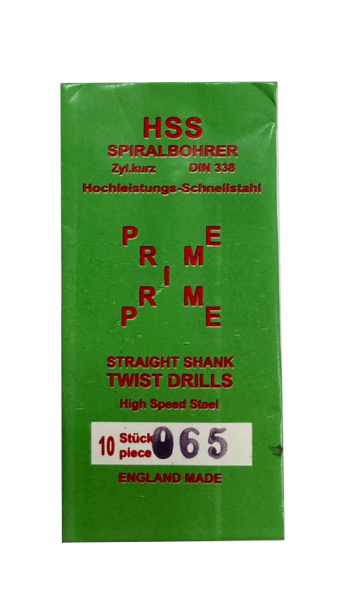 HSS
SPIRALBOHRER
Zyl.kurz DIN 338
Hochleistungs-Schnellstahl
P E
R M
I
R M
P E
STRAIGHT SHANK
TWIST DRILLS
High Speed Steel
10 Stück 065
piece
ENGLAND MADE